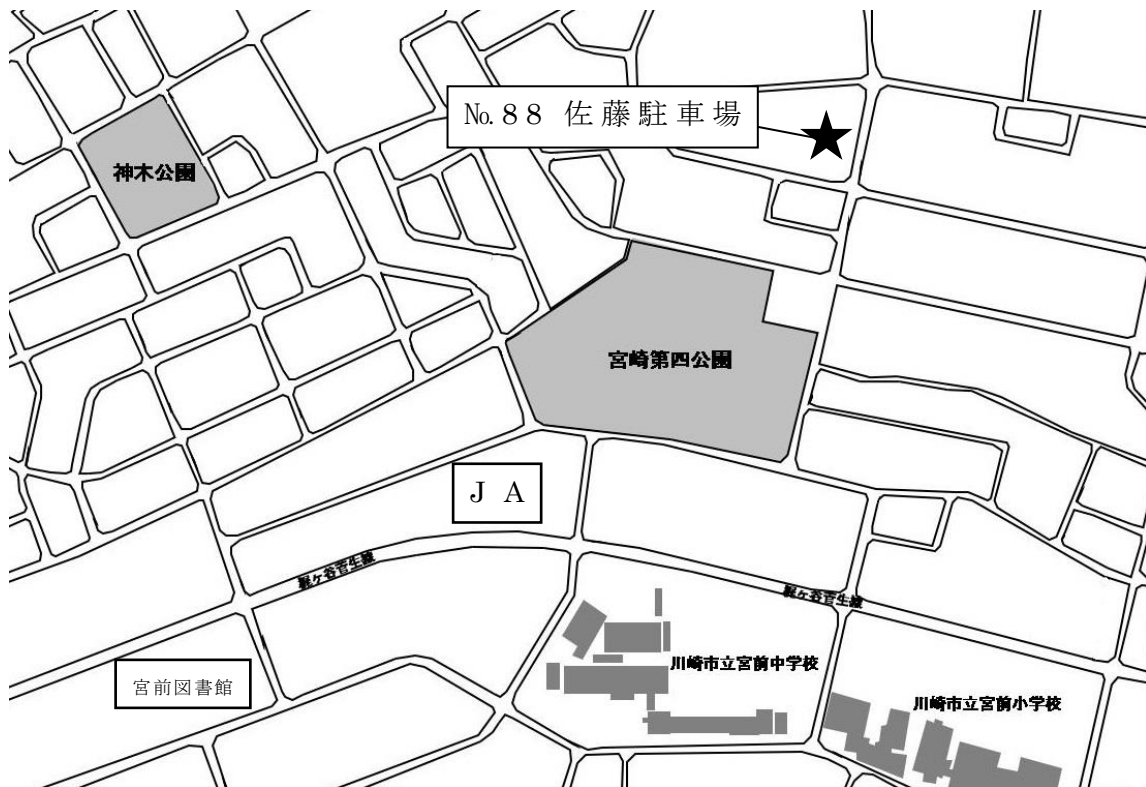 №88 佐藤駐車場
神木公園
宮崎第四公園
JA
梶ヶ谷菅生線
梶ヶ谷菅生線
川崎市立宮前中学校
宮前図書館
川崎市立宮前小学校